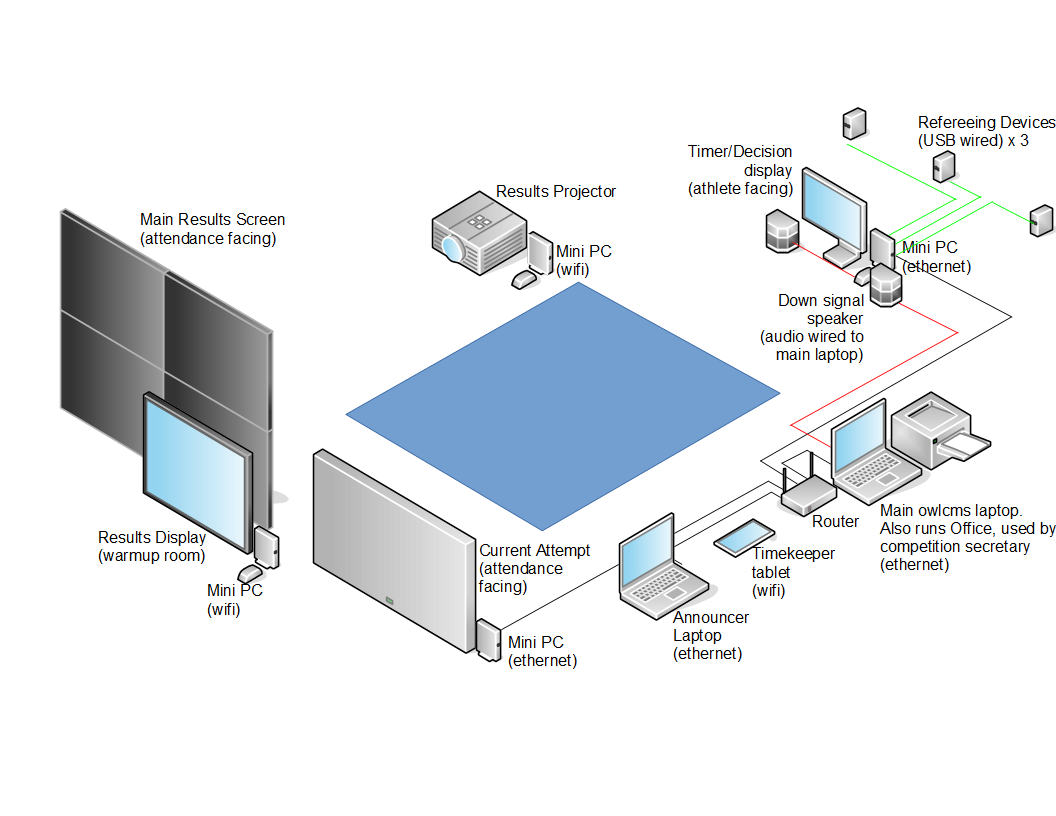 Refereeing Devices
(USB wired) x 3
Timer/Decision
display
(athlete facing)
Results Projector
Main Results Screen
(attendance facing)
Mini PC
(wifi)
Mini PC
(ethernet)
Down signal
speaker
(audio wired to
main laptop)
Main owlcms laptop.
Also runs Office, used by
competition secretary
(ethernet)
Router
Results Display
(warmup room)
Current Attempt
(attendance
facing)
Timekeeper
tablet
(wifi)
Mini PC
(wifi)
Announcer
Laptop
(ethernet)
Mini PC
(ethernet)